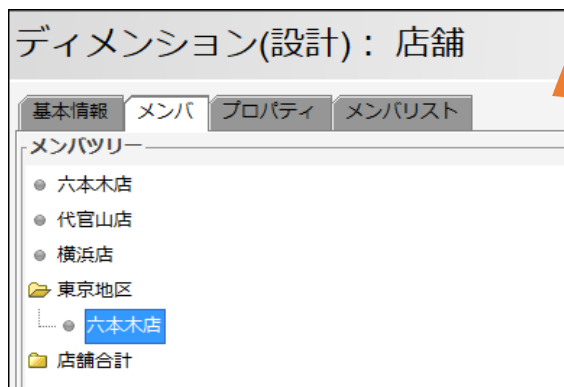 ディメンション(設計)： 店舗
基本情報 メンバ プロパティ メンバリスト
メンバツリー
六本木店
代官山店
横浜店
東京地区
六本木店
店舗合計